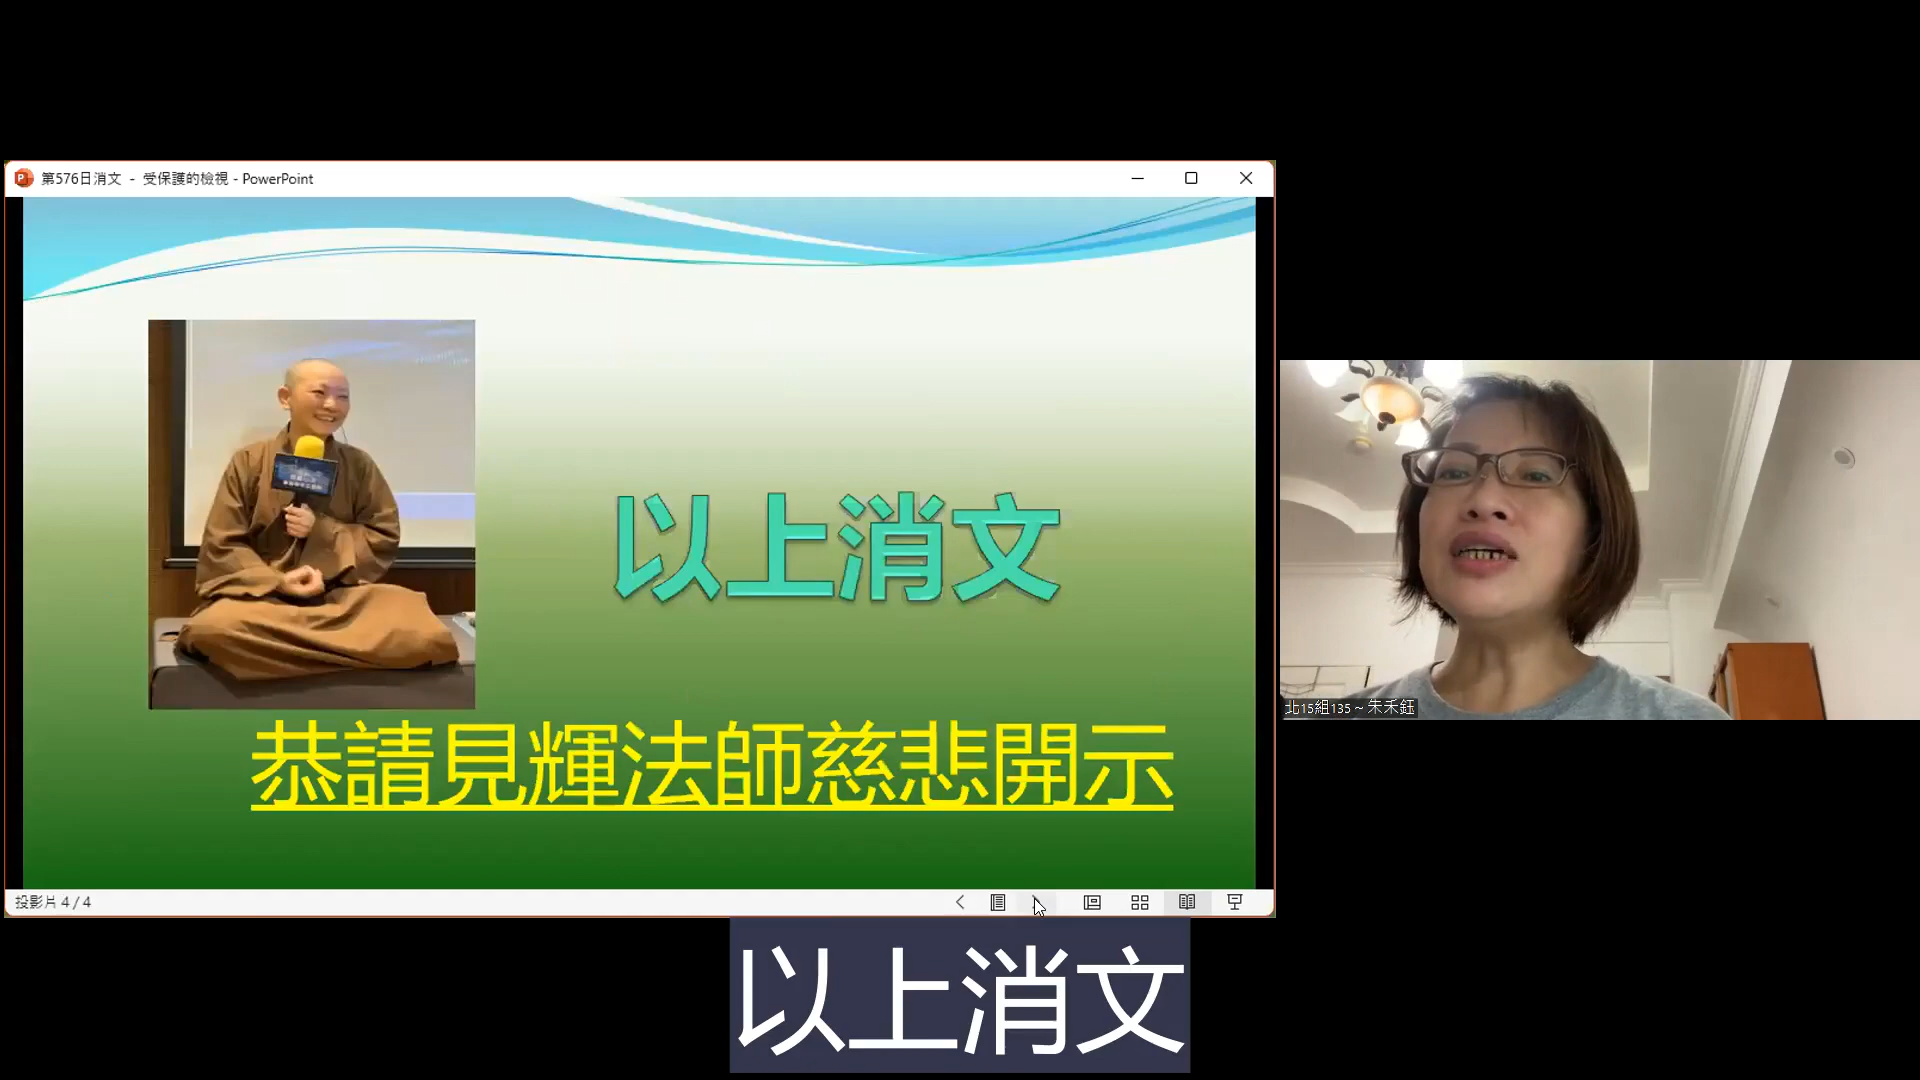 第576日消文 - 受保護的檢視 - PowerPoint
以上消文
恭請見輝法師慈悲開示
投影片 4 / 4
北15組135 ~ 朱禾鈺
以上消文